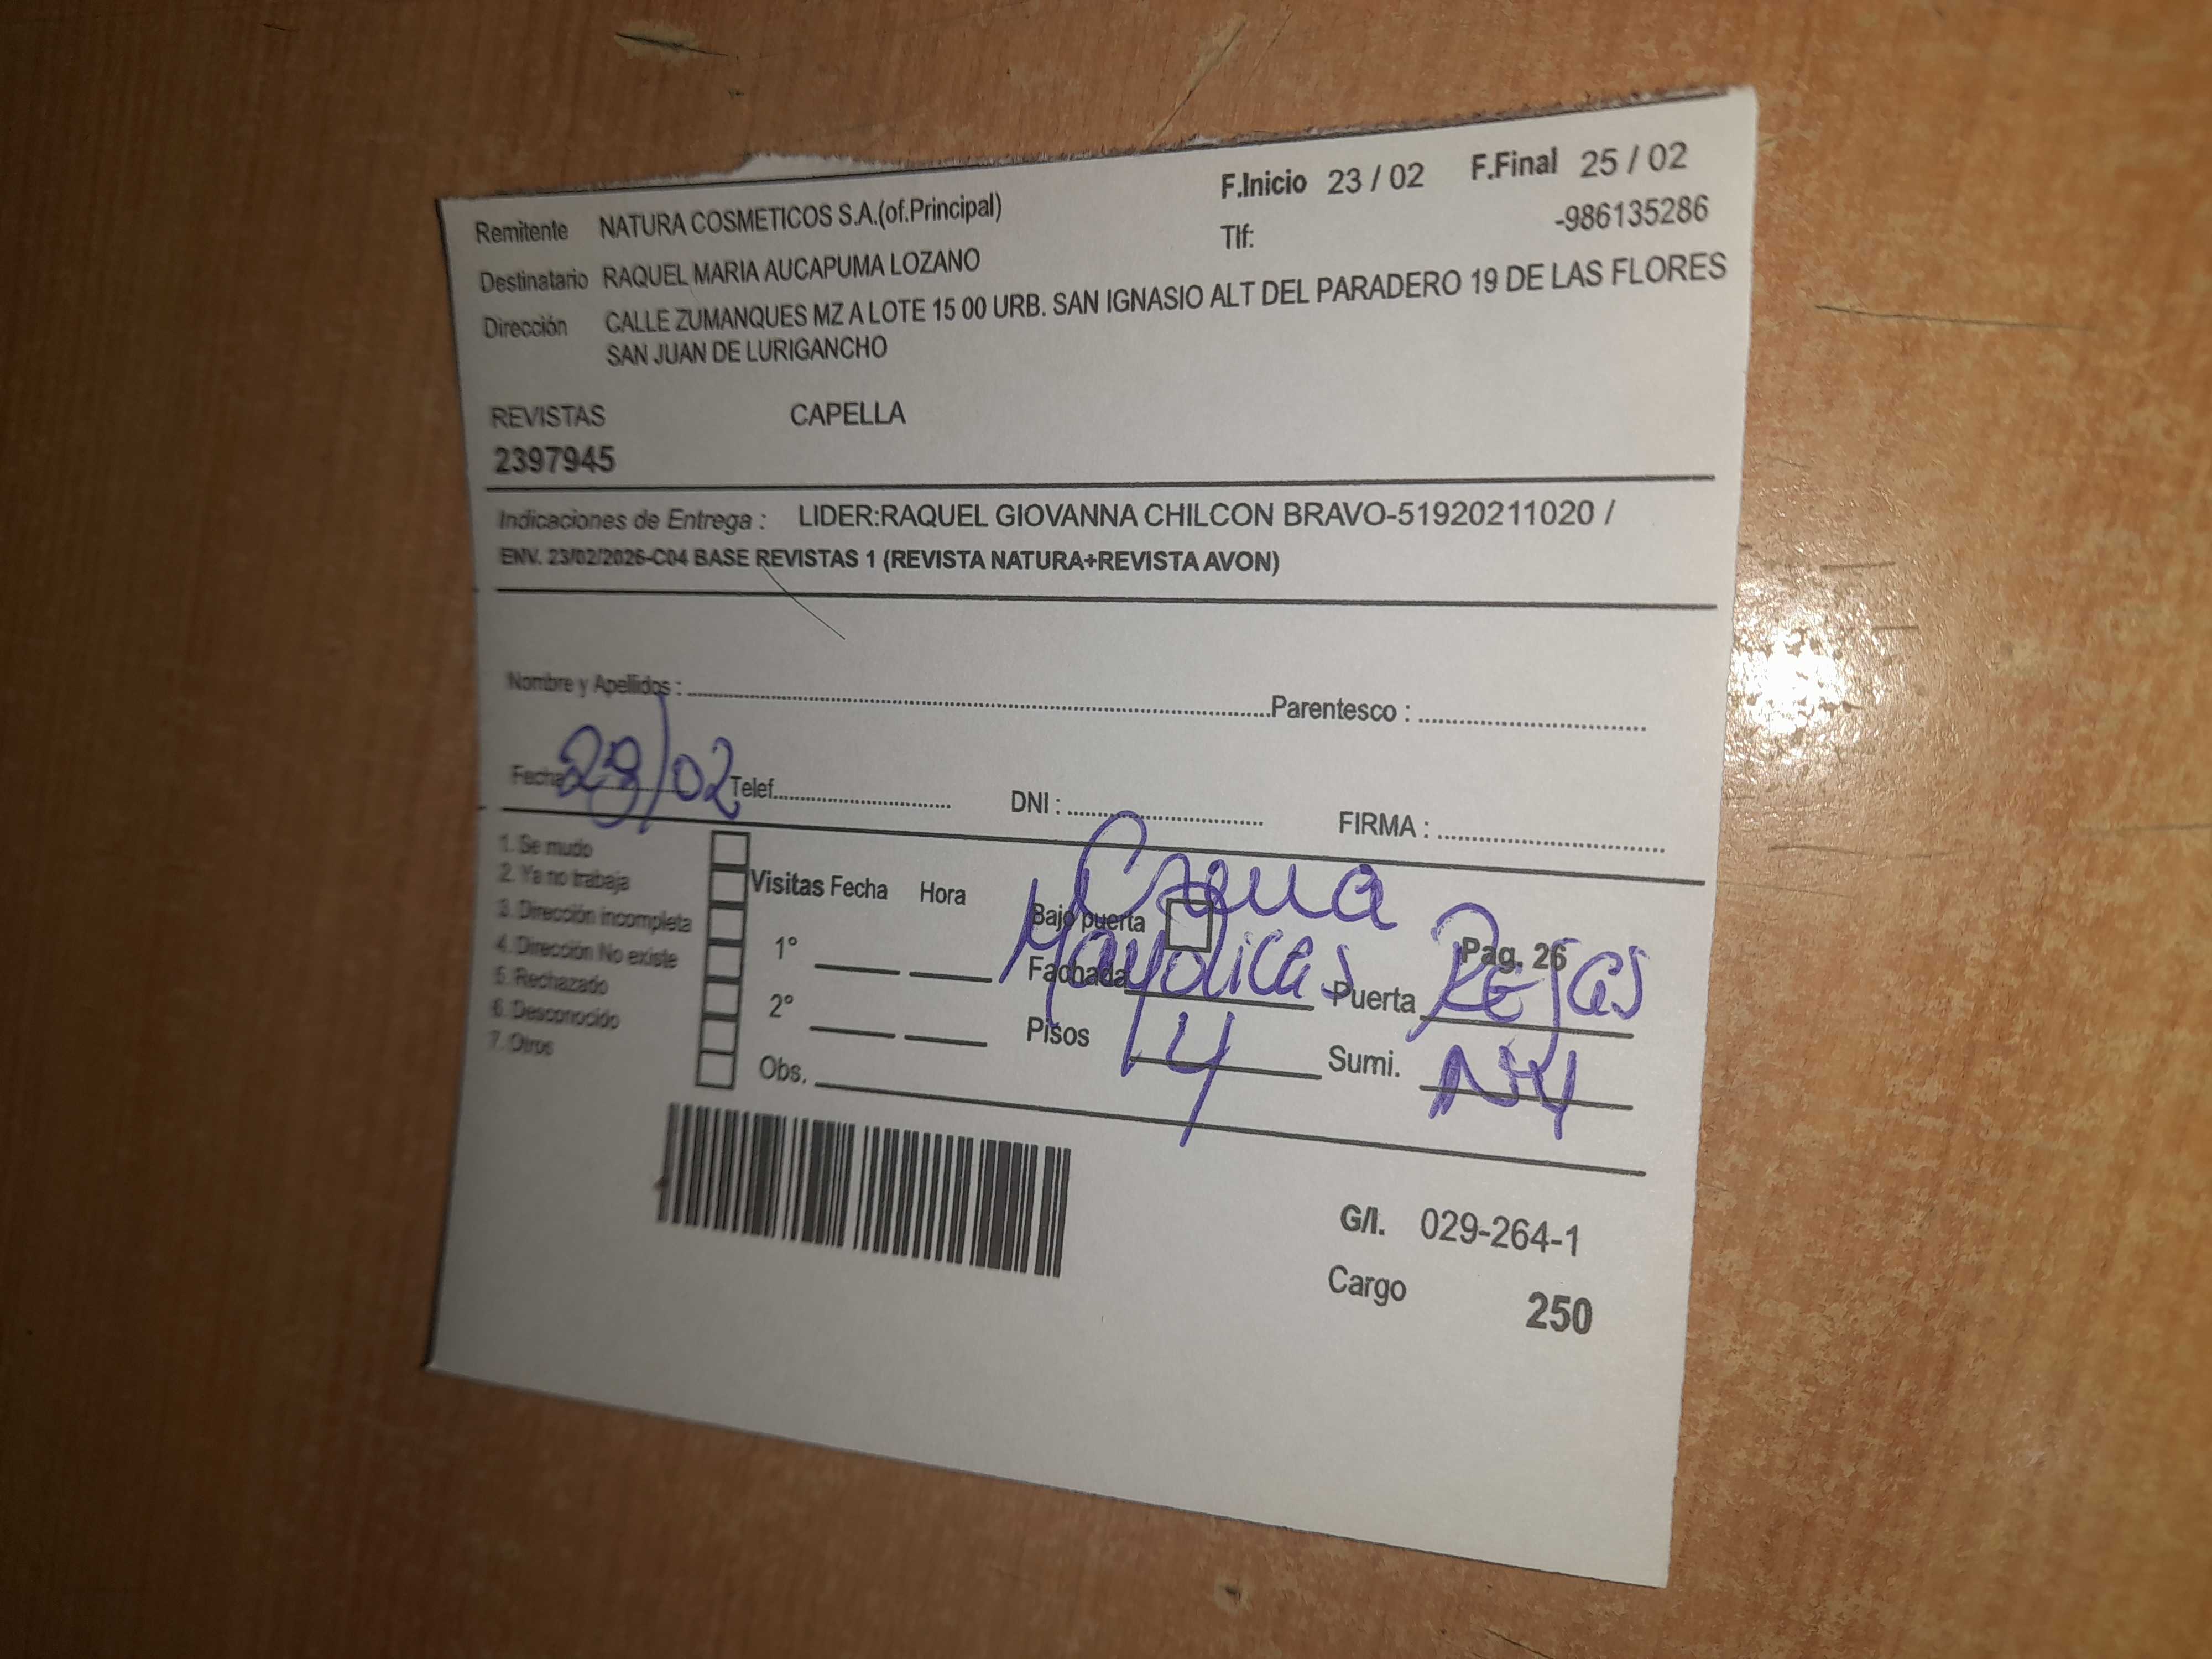 F.Inicio 23 / 02 F.Final 25 / 02
Remitente NATURA COSMETICOS S.A.(of.Principal) Tlf: -986135286
Destinatario RAQUEL MARIA AUCAPUMA LOZANO
Dirección CALLE ZUMANQUES MZ A LOTE 15 00 URB. SAN IGNASIO ALT DEL PARADERO 19 DE LAS FLORES
SAN JUAN DE LURIGANCHO
REVISTAS CAPELLA
2397945
Indicaciones de Entrega : LIDER:RAQUEL GIOVANNA CHILCON BRAVO-51920211020 /
ENV. 23/02/2026-C04 BASE REVISTAS 1 (REVISTA NATURA+REVISTA AVON)
Nombre y Apellidos : Parentesco :
Fecha /02 Telef. DNI : FIRMA :
1. Se mudo
2. Ya no trabaja
3. Dirección incompleta
4. Dirección No existe
5. Rechazado
6. Desconocido
7. Otros
Visitas Fecha Hora
1°
2°
Obs.
Bajo puerta Pag. 26
Fachada Puerta Rejas
Pisos 4 Sumi.
G/I. 029-264-1
Cargo 250